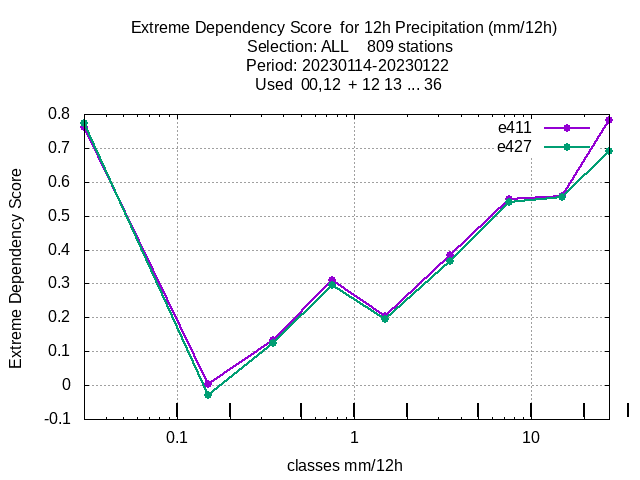 Extreme Dependency Score  for 12h Precipitation (mm/12h)
Selection: ALL    809 stations
Period: 20230114-20230122
Used  00,12  + 12 13 ... 36
e411
e427
0.8
0.7
0.6
0.5
0.4
0.3
0.2
0.1
0
-0.1
Extreme Dependency Score
0.1 1 10
classes mm/12h